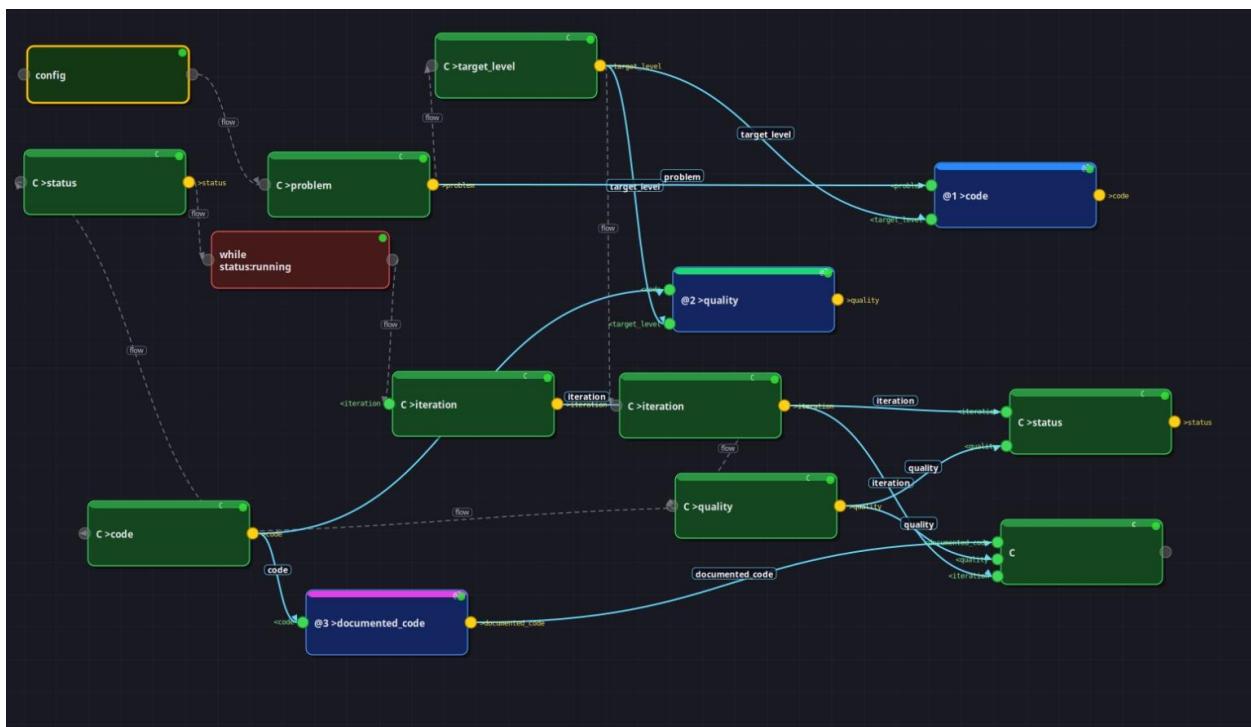 C
config
C >target_level
>target_level
flow
flow
target_level
C
C >status
>status
C >problem
>problem
problem
target_level
@1 >code
<target_level
>code
flow
flow
while
status:running
@2 >quality
<target_level
>quality
flow
flow
C
<iteration
C >iteration
iteration
>iteration
C
C >iteration
>iteration
iteration
C
C >status
>status
flow
quality
iteration
C
C >quality
>quality
quality
flow
C
C >code
code
C
C
documented_code
<code
@3 >documented_code
>documented_code